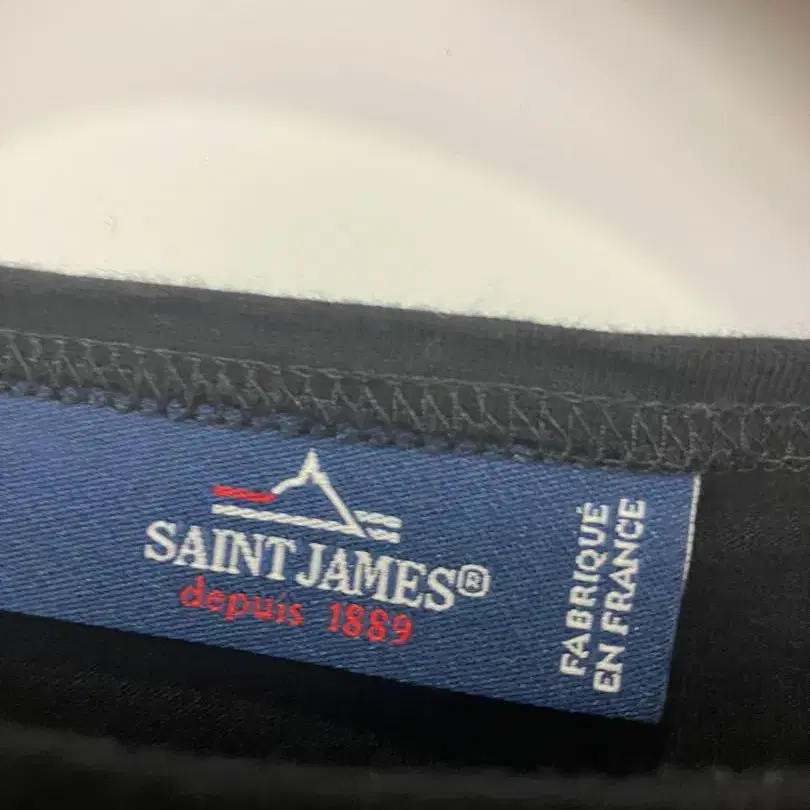 SAINT JAMES®
depuis 1889
FABRIQUÉ
EN FRANCE